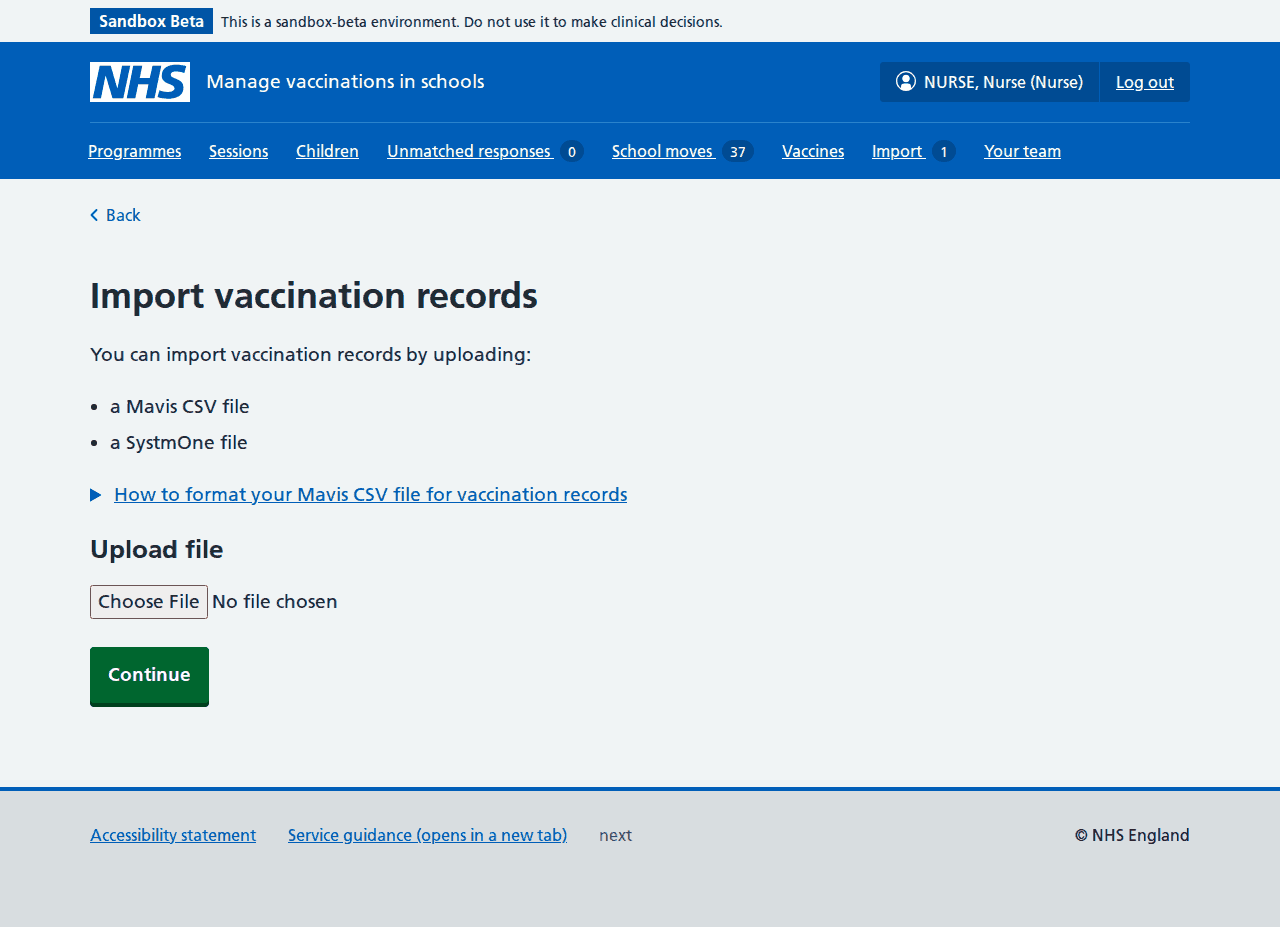 Sandbox Beta This is a sandbox-beta environment. Do not use it to make clinical decisions.
NHS Manage vaccinations in schools NURSE, Nurse (Nurse) Log out
Programmes Sessions Children Unmatched responses 0 School moves 37 Vaccines Import 1 Your team
Back
Import vaccination records
You can import vaccination records by uploading:
a Mavis CSV file
a SystmOne file
How to format your Mavis CSV file for vaccination records
Upload file
Choose File No file chosen
Continue
Accessibility statement Service guidance (opens in a new tab) next © NHS England